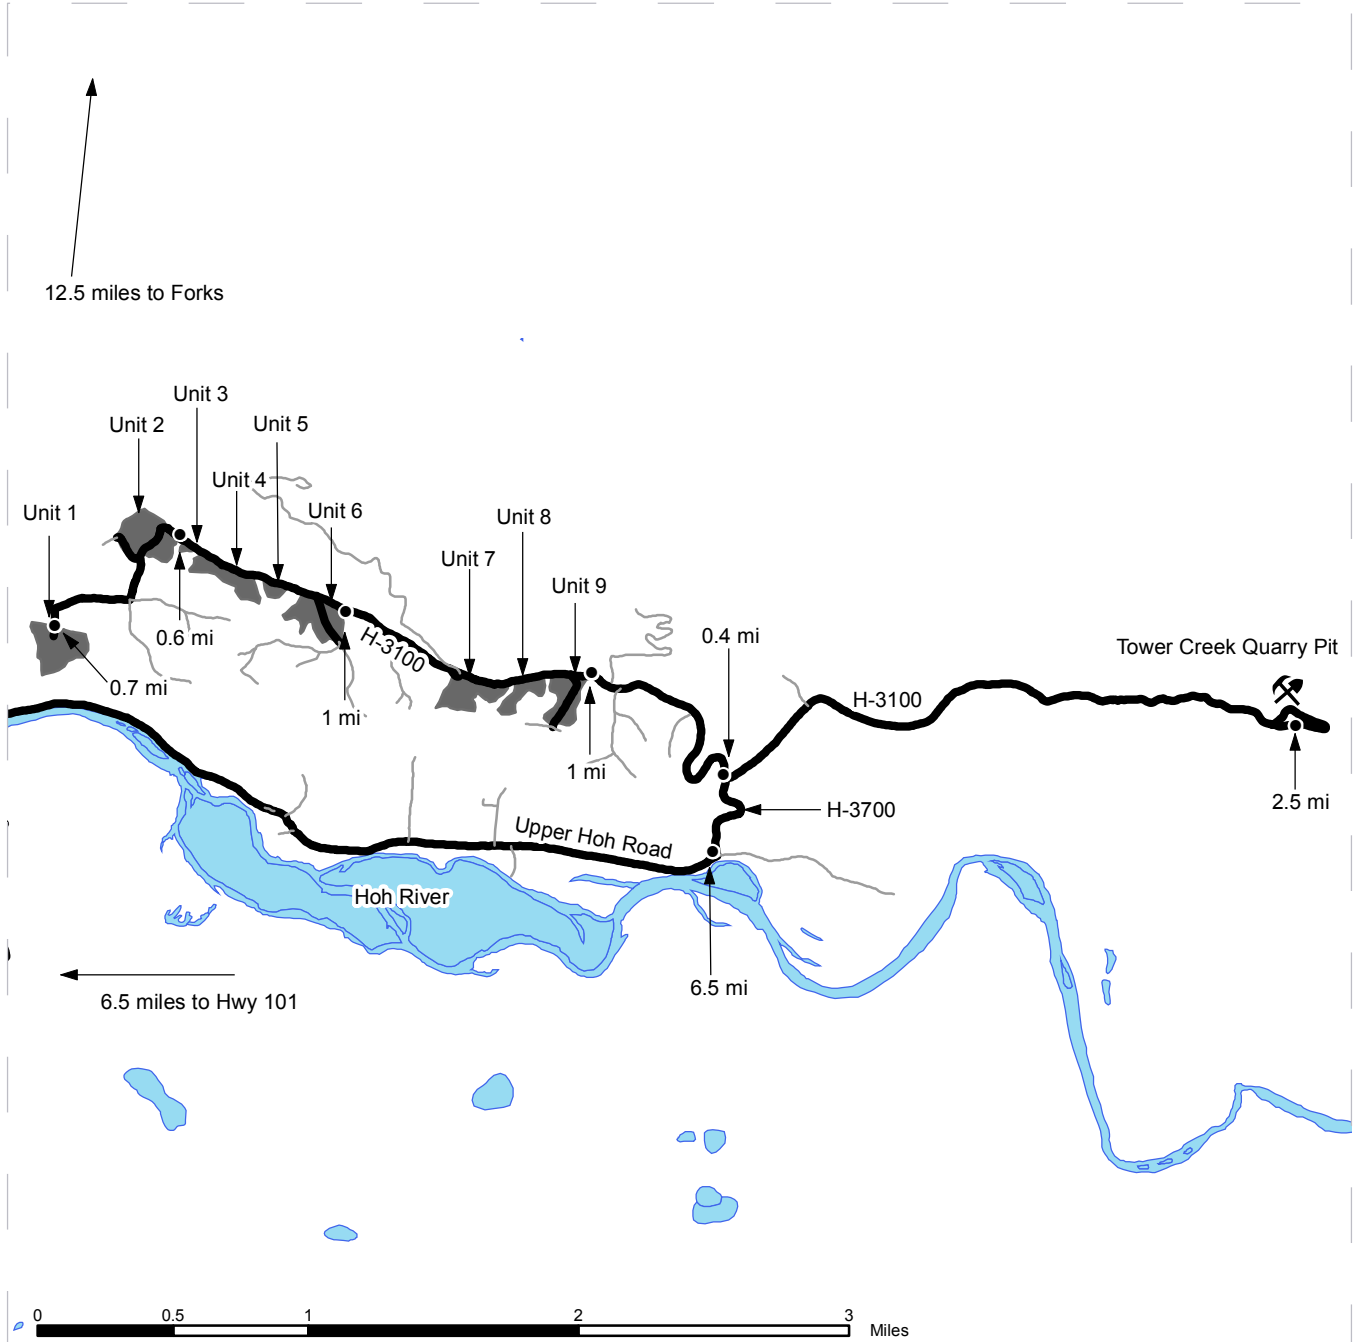 12.5 miles to Forks
Unit 3
Unit 2
Unit 5
Unit 4
Unit 1
Unit 6
Unit 8
Unit 7
Unit 9
0.6 mi
H-3100
0.4 mi
Tower Creek Quarry Pit
0.7 mi
1 mi
H-3100
1 mi
2.5 mi
H-3700
Upper Hoh Road
Hoh River
6.5 mi
6.5 miles to Hwy 101
0 0.5 1 2 3
Miles